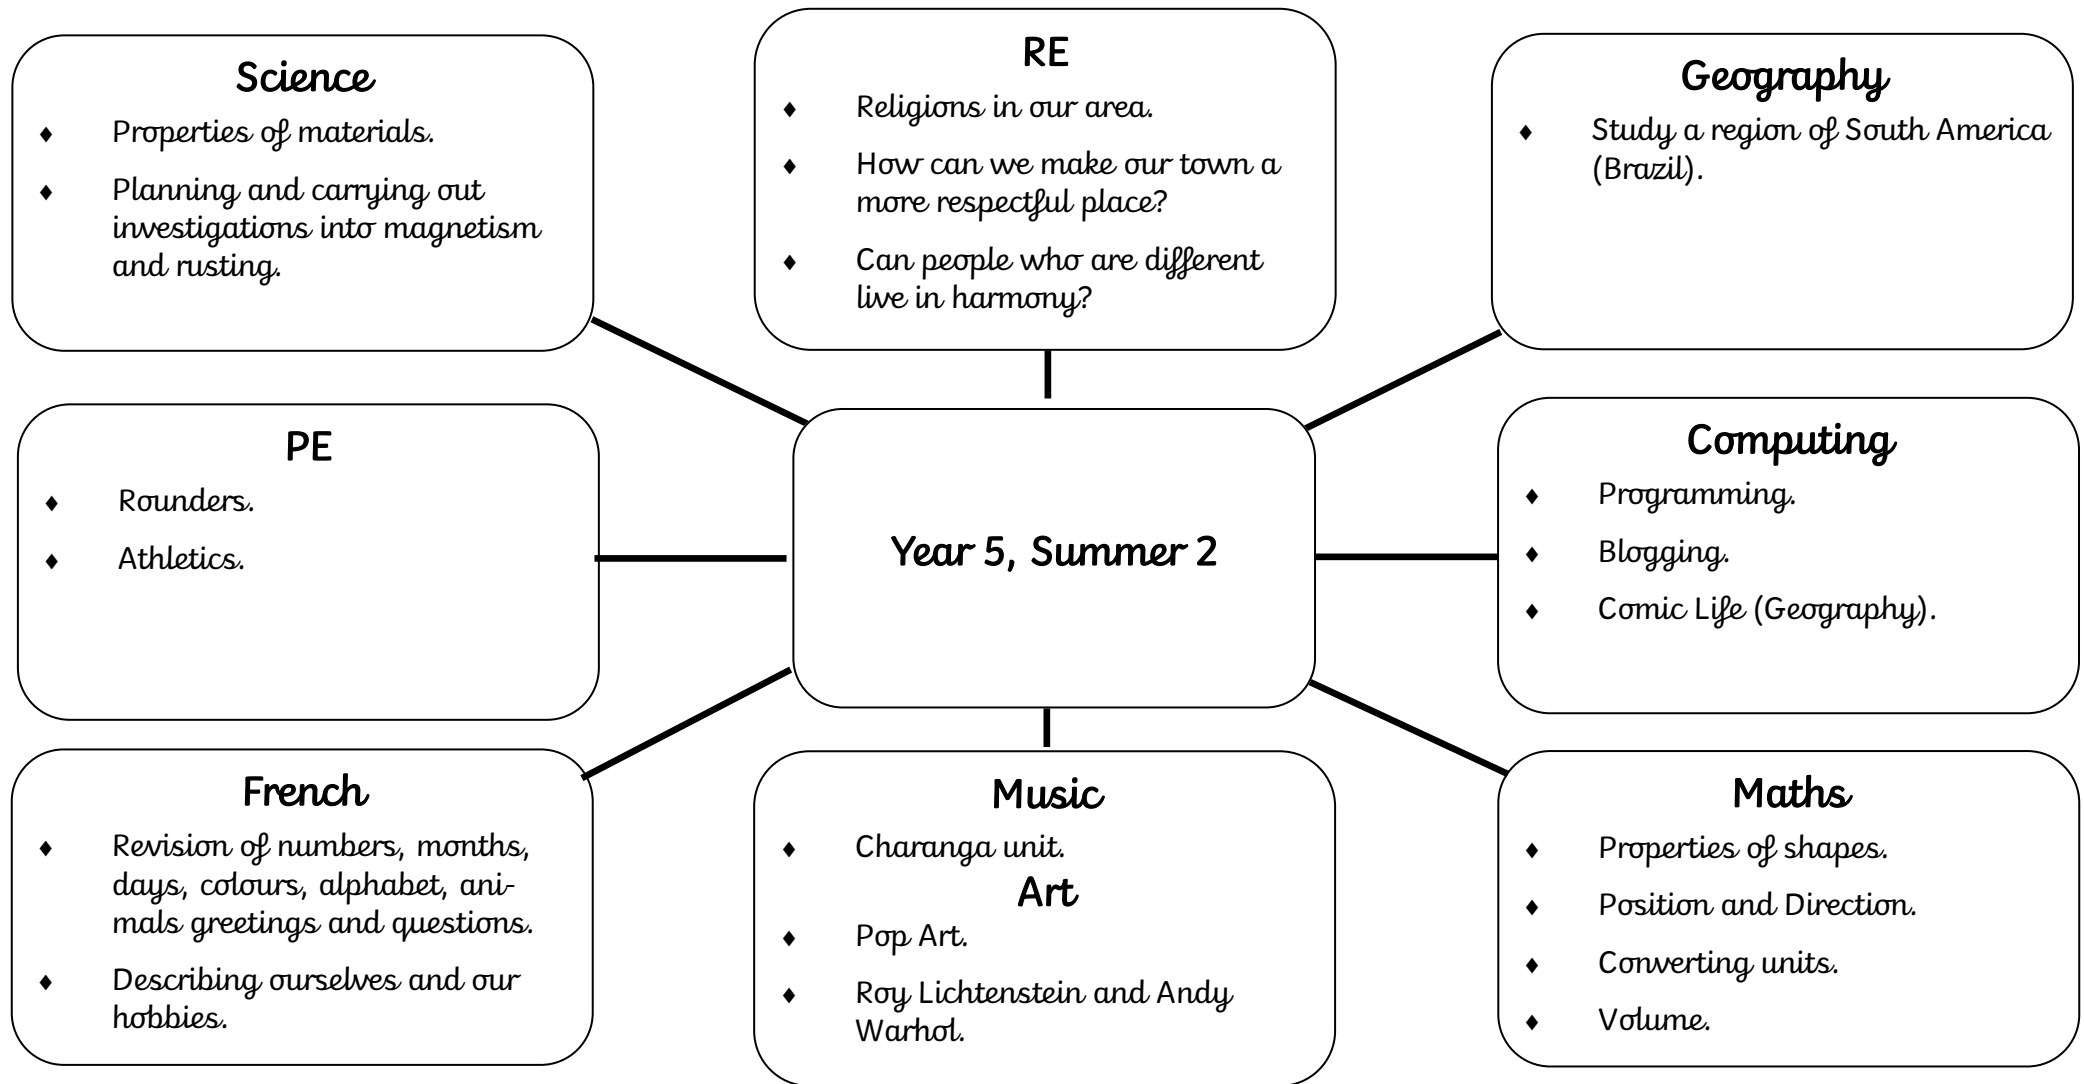 Science
♦ Properties of materials.
♦ Planning and carrying out
investigations into magnetism
and rusting.
RE
♦ Religions in our area.
♦ How can we make our town a
more respectful place?
♦ Can people who are different
live in harmony?
Geography
♦ Study a region of South America
(Brazil).
PE
♦ Rounders.
♦ Athletics.
Year 5, Summer 2
Computing
♦ Programming.
♦ Blogging.
♦ Comic Life (Geography).
French
♦ Revision of numbers, months,
days, colours, alphabet, ani-
mals greetings and questions.
♦ Describing ourselves and our
hobbies.
Music
♦ Charanga unit.
Art
♦ Pop Art.
♦ Roy Lichtenstein and Andy
Warhol.
Maths
♦ Properties of shapes.
♦ Position and Direction.
♦ Converting units.
♦ Volume.